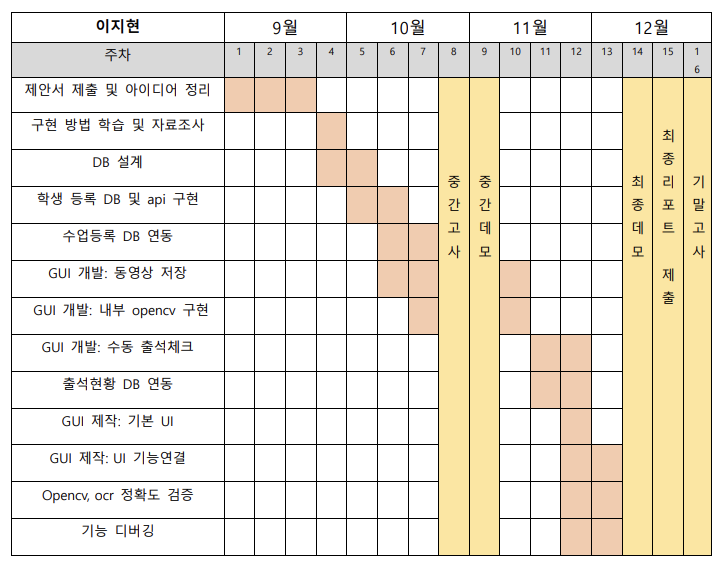 이지현 9월 10월 11월 12월
주차 1 2 3 4 5 6 7 8 9 10 11 12 13 14 15 16
제안서 제출 및 아이디어 정리
구현 방법 학습 및 자료조사
DB 설계
학생 등록 DB 및 api 구현
수업등록 DB 연동
GUI 개발: 동영상 저장
GUI 개발: 내부 opencv 구현
GUI 개발: 수동 출석체크
출석현황 DB 연동
GUI 제작: 기본 UI
GUI 제작: UI 기능연결
Opencv, ocr 정확도 검증
기능 디버깅
중간고사
중간데모
최종데모
최종리포트 제출
기말고사